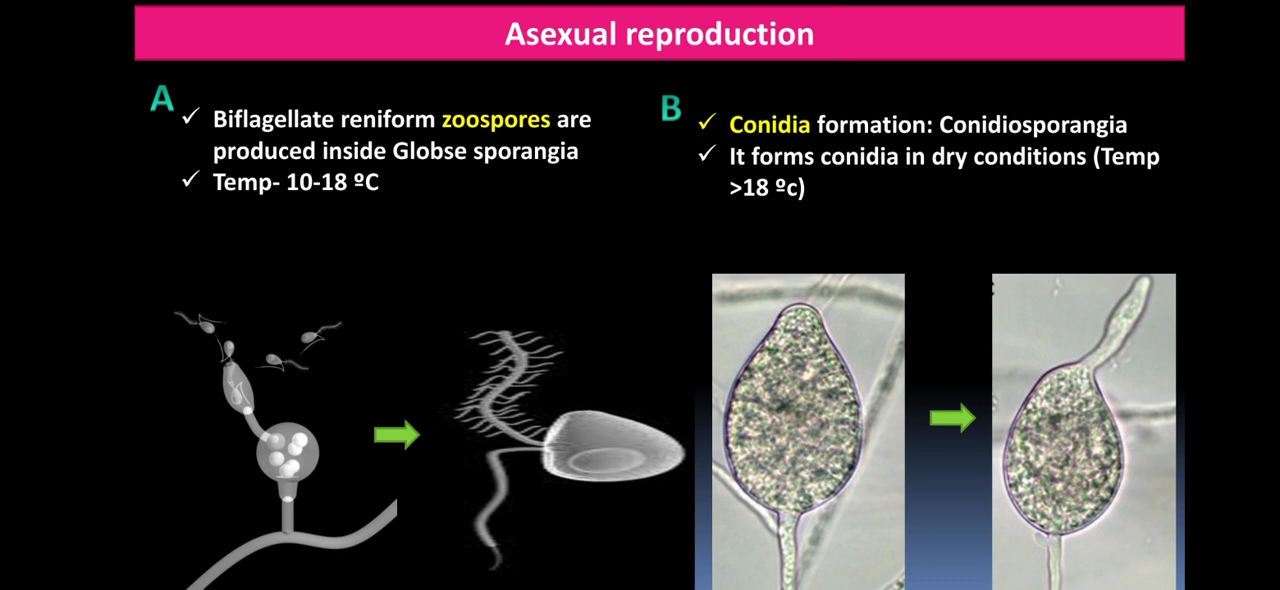 Asexual reproduction
A
✓ Biflagellate reniform zoospores are
produced inside Globse sporangia
✓ Temp- 10-18 ºC
B
✓ Conidia formation: Conidiosporangia
✓ It forms conidia in dry conditions (Temp
>18 ºc)